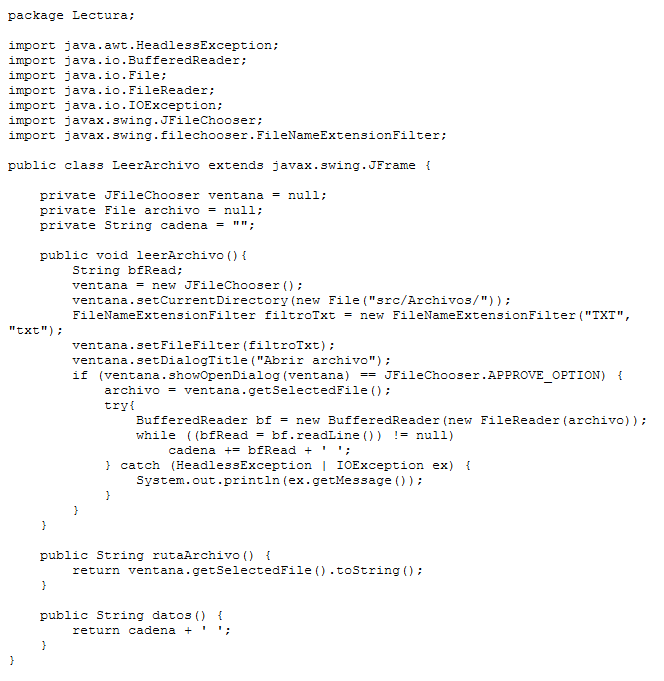 package Lectura;

import java.awt.HeadlessException;
import java.io.BufferedReader;
import java.io.File;
import java.io.FileReader;
import java.io.IOException;
import javax.swing.JFileChooser;
import javax.swing.filechooser.FileNameExtensionFilter;

public class LeerArchivo extends javax.swing.JFrame {

    private JFileChooser ventana = null;
    private File archivo = null;
    private String cadena = "";

    public void leerArchivo(){
        String bfRead;
        ventana = new JFileChooser();
        ventana.setCurrentDirectory(new File("src/Archivos/"));
        FileNameExtensionFilter filtroTxt = new FileNameExtensionFilter("TXT",
"txt");
        ventana.setFileFilter(filtroTxt);
        ventana.setDialogTitle("Abrir archivo");
        if (ventana.showOpenDialog(ventana) == JFileChooser.APPROVE_OPTION) {
            archivo = ventana.getSelectedFile();
            try{
                BufferedReader bf = new BufferedReader(new FileReader(archivo));
                while ((bfRead = bf.readLine()) != null)
                    cadena += bfRead + ' ';
            } catch (HeadlessException | IOException ex) {
                System.out.println(ex.getMessage());
            }
        }
    }

    public String rutaArchivo() {
        return ventana.getSelectedFile().toString();
    }

    public String datos() {
        return cadena + ' ';
    }
}